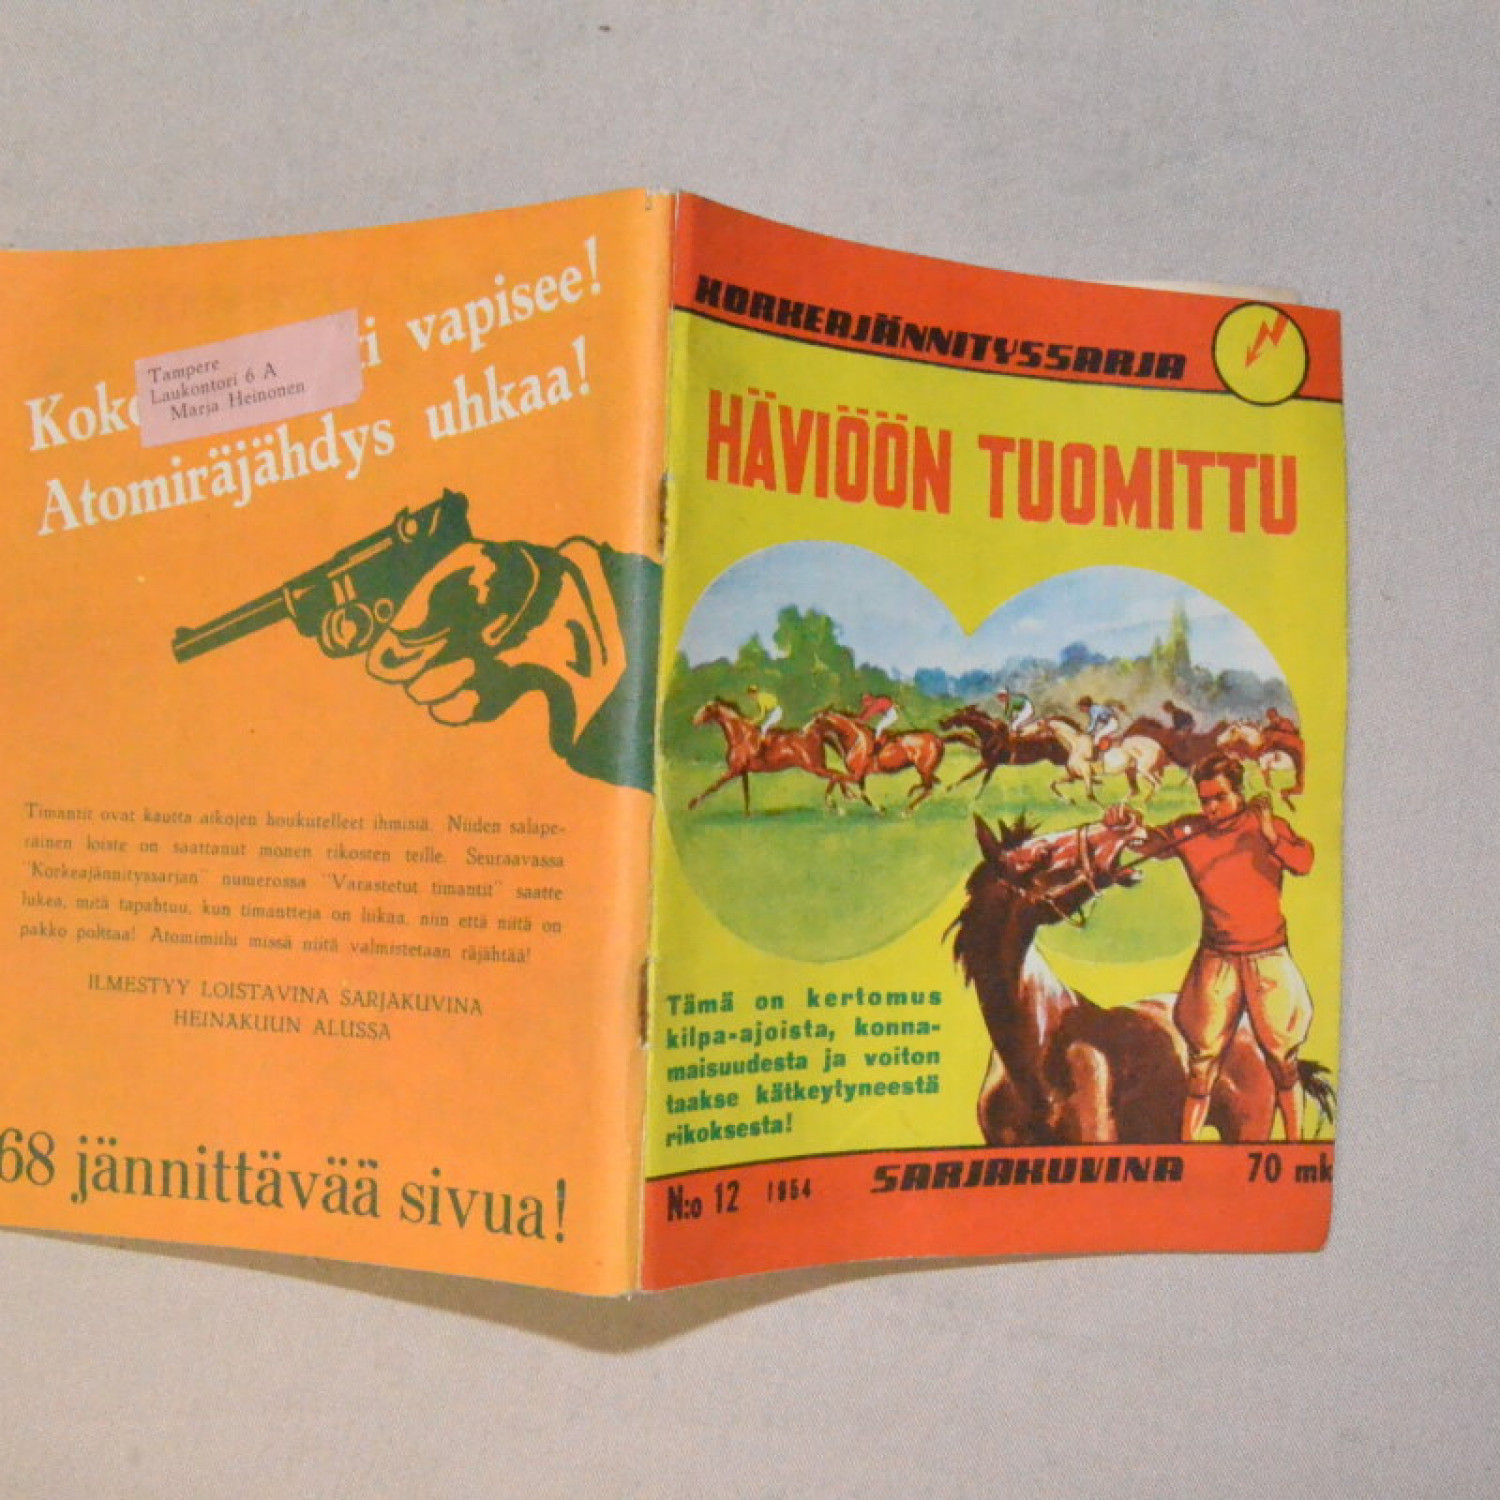 Koko
ti vapisee!
Atomiräjähdys uhkaa!
Tampere
Laukontori 6 A
Marja Heinonen
Timantit ovat kautta aikojen houkutelleet ihmisiä. Niiden salape-
räinen loiste on saattanut monen rikosten teille. Seuraavassa
"Korkeajännityssarjan" numerossa "Varastetut timantit" saatte
lukea, mitä tapahtuu, kun timantteja on liikaa, niin että niitä on
pakko polttaa! Atomimiilu missä niitä valmistetaan räjähtää!
ILMESTYY LOISTAVINA SARJAKUVINA
HEINÄKUUN ALUSSA
68 jännittävää sivua!
KORKEAJÄNNITYSSARJA
HÄVIÖÖN TUOMITTU
Tämä on kertomus
kilpa-ajoista, konna-
maisuudesta ja voiton
taakse kätkeytyneestä
rikoksesta!
N:o 12 1954 SARJAKUVINA 70 mk